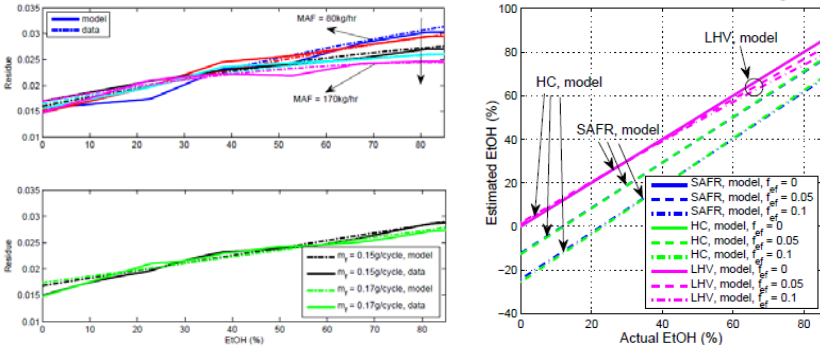 0.035
0.03
0.025
0.02
0.015
0.01
Residue
model
data
MAF = 80kg/hr
MAF = 170kg/hr
0 10 20 30 40 50 60 70 80
0.035
0.03
0.025
0.02
0.015
0.01
Residue
m_f = 0.15g/cycle, model
m_f = 0.15g/cycle, data
m_f = 0.17g/cycle, model
m_f = 0.17g/cycle, data
0 10 20 30 40 50 60 70 80
EtOH (%)
100
80
60
40
20
0
−20
−40
Estimated EtOH (%)
LHV, model
HC, model
SAFR, model
SAFR, model, f_ef = 0
SAFR, model, f_ef = 0.05
SAFR, model, f_ef = 0.1
HC, model, f_ef = 0
HC, model, f_ef = 0.05
HC, model, f_ef = 0.1
LHV, model, f_ef = 0
LHV, model, f_ef = 0.05
LHV, model, f_ef = 0.1
0 20 40 60 80
Actual EtOH (%)